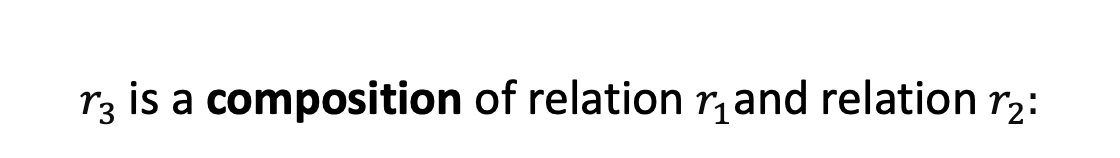 r₃ is a composition of relation r₁ and relation r₂: